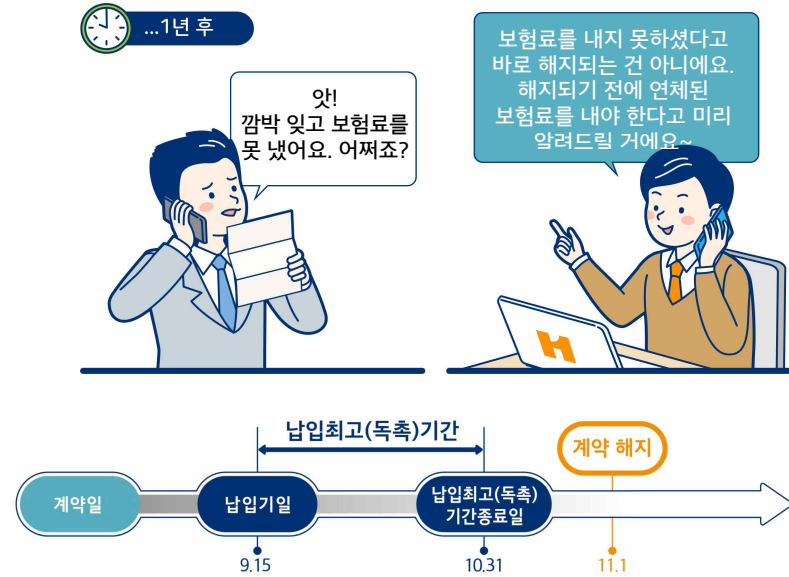 ...1년 후
앗!
깜박 잊고 보험료를
못 냈어요. 어쩌죠?
보험료를 내지 못하셨다고
바로 해지되는 건 아니에요.
해지되기 전에 연체된
보험료를 내야 한다고 미리
알려드릴 거에요~
납입최고(독촉)기간
계약 해지
계약일
납입기일
납입최고(독촉)
기간종료일
9.15
10.31
11.1